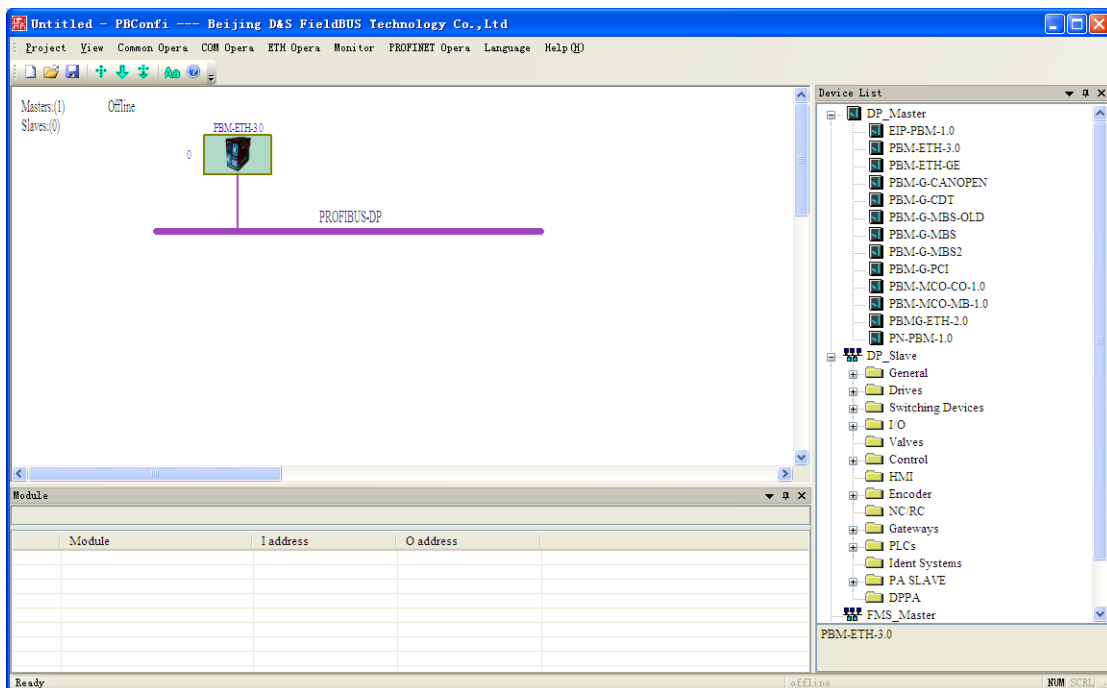 Untitled - PBConfi --- Beijing D&S FieldBUS Technology Co.,Ltd
Project View Common Opera COM Opera ETH Opera Monitor PROFINET Opera Language Help(H)
Aa
Masters:(1) Offline
Slaves:(0)
PBM-ETH-3.0
0
PROFIBUS-DP
Module
Module I address O address
Device List
DP_Master
EIP-PBM-1.0
PBM-ETH-3.0
PBM-ETH-GE
PBM-G-CANOPEN
PBM-G-CDT
PBM-G-MBS-OLD
PBM-G-MBS
PBM-G-MBS2
PBM-G-PCI
PBM-MCO-CO-1.0
PBM-MCO-MB-1.0
PBMG-ETH-2.0
PN-PBM-1.0
DP_Slave
General
Drives
Switching Devices
I/O
Valves
Control
HMI
Encoder
NC/RC
Gateways
PLCs
Ident Systems
PA SLAVE
DPPA
FMS_Master
PBM-ETH-3.0
Ready offline NUM SCRL